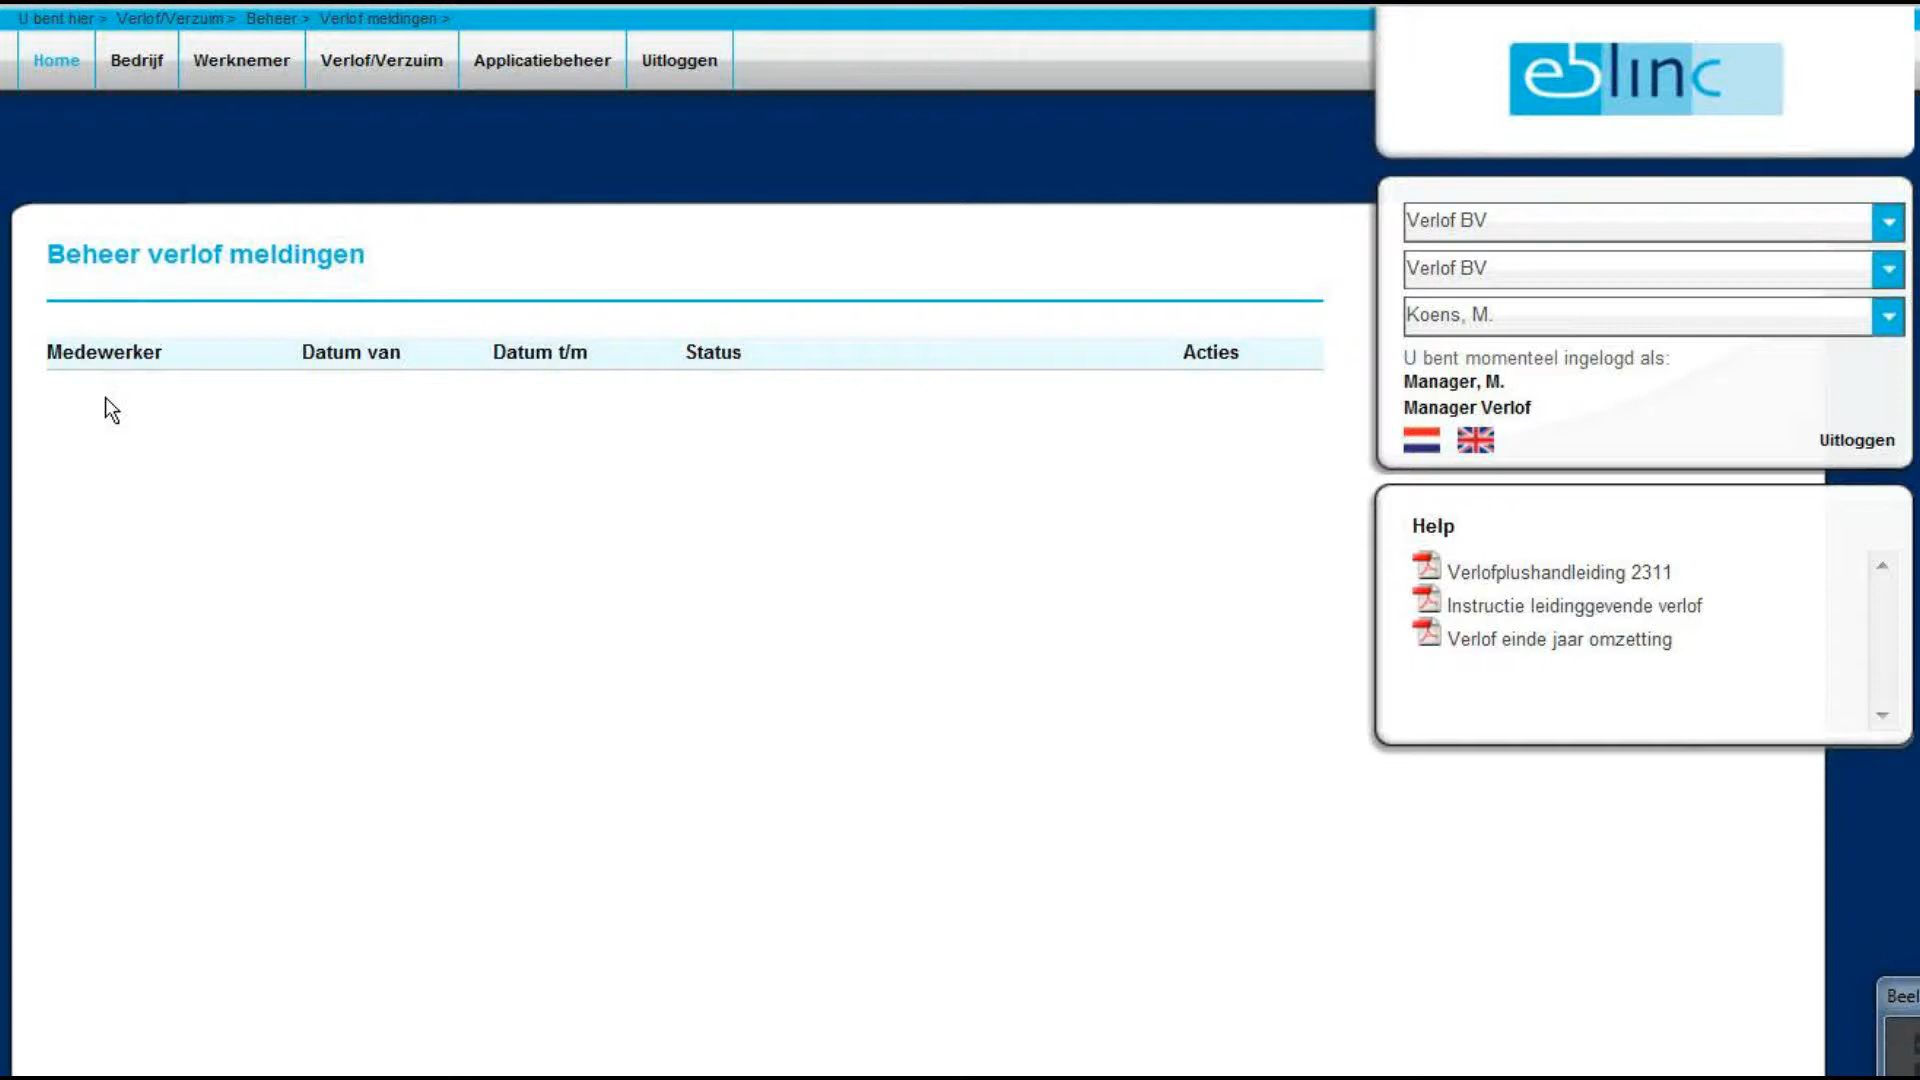 U bent hier > Verlof/Verzuim > Beheer > Verlof meldingen >
Home Bedrijf Werknemer Verlof/Verzuim Applicatiebeheer Uitloggen
eblinc
Beheer verlof meldingen
Medewerker Datum van Datum t/m Status Acties
Verlof BV
Verlof BV
Koens, M.
U bent momenteel ingelogd als:
Manager, M.
Manager Verlof
Uitloggen
Help
Verlofplushandleiding 2311
Instructie leidinggevende verlof
Verlof einde jaar omzetting
Beel